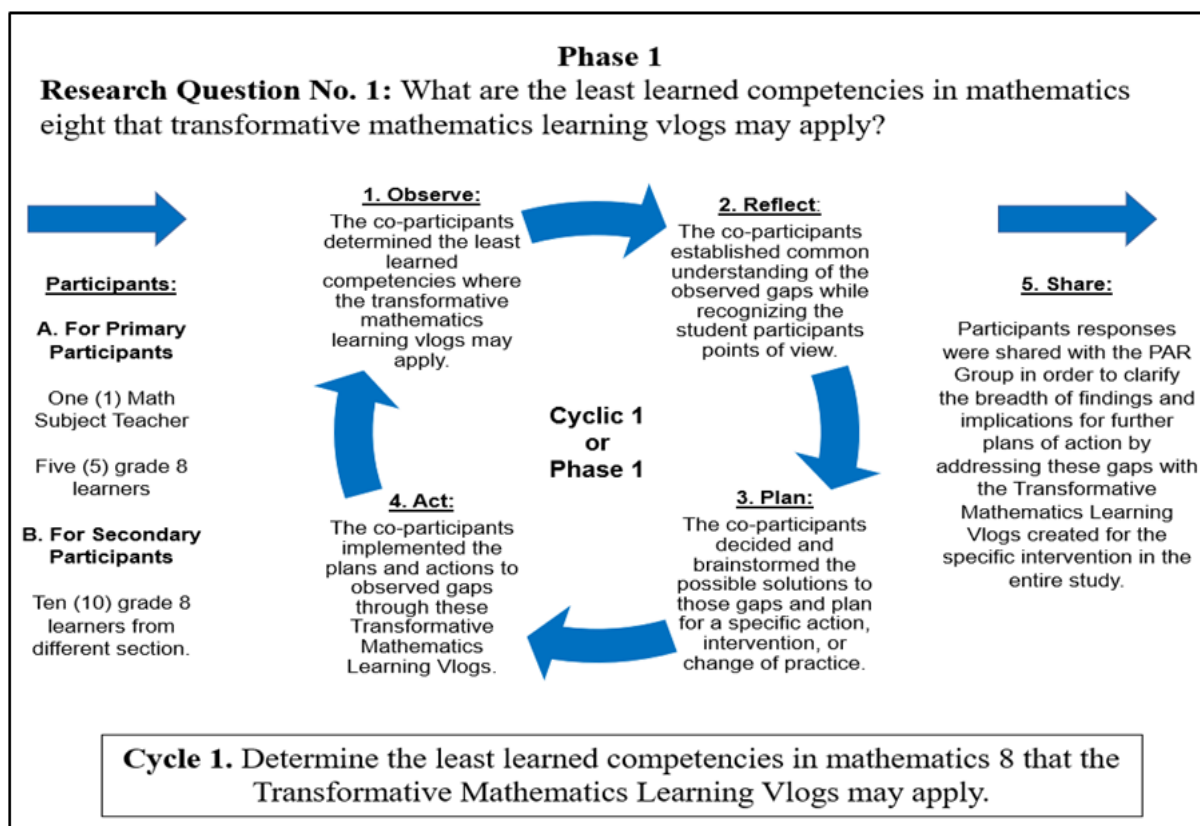 Phase 1
Research Question No. 1: What are the least learned competencies in mathematics
eight that transformative mathematics learning vlogs may apply?
Participants:
A. For Primary
Participants
One (1) Math
Subject Teacher
Five (5) grade 8
learners
B. For Secondary
Participants
Ten (10) grade 8
learners from
different section.
1. Observe:
The co-participants
determined the least
learned
competencies where
the transformative
mathematics
learning vlogs may
apply.
2. Reflect:
The co-participants
established common
understanding of the
observed gaps while
recognizing the
student participants
points of view.
Cyclic 1
or
Phase 1
3. Plan:
The co-participants
decided and
brainstormed the
possible solutions to
those gaps and plan
for a specific action,
intervention, or
change of practice.
4. Act:
The co-participants
implemented the
plans and actions to
observed gaps
through these
Transformative
Mathematics
Learning Vlogs.
5. Share:
Participants responses
were shared with the PAR
Group in order to clarify
the breadth of findings and
implications for further
plans of action by
addressing these gaps with
the Transformative
Mathematics Learning
Vlogs created for the
specific intervention in the
entire study.
Cycle 1. Determine the least learned competencies in mathematics 8 that the
Transformative Mathematics Learning Vlogs may apply.